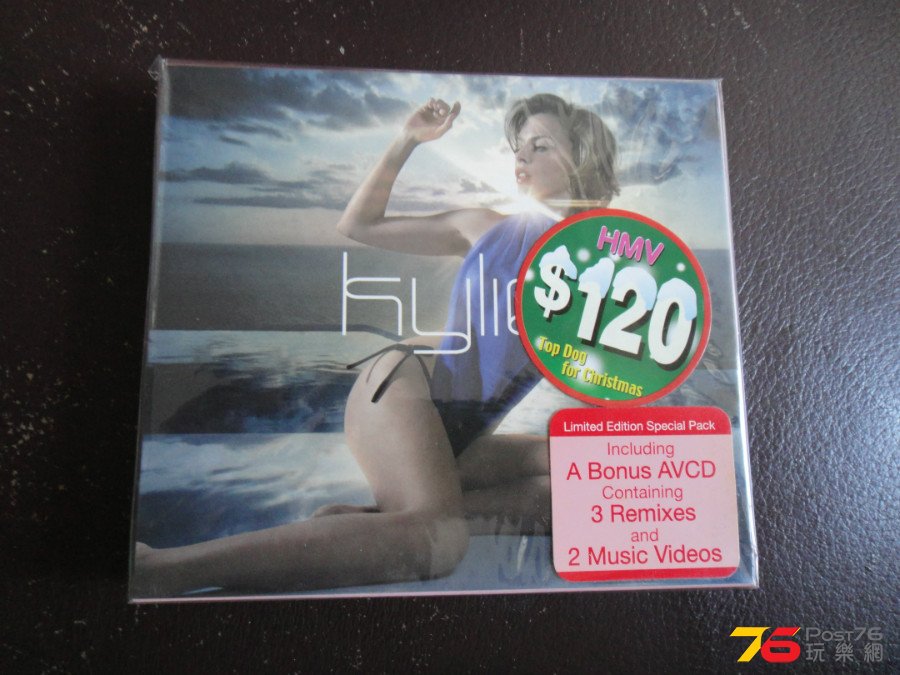 kylie
HMV
$120
Top Dog
for Christmas
Limited Edition Special Pack
Including
A Bonus AVCD
Containing
3 Remixes
and
2 Music Videos
76 Post76
玩樂網